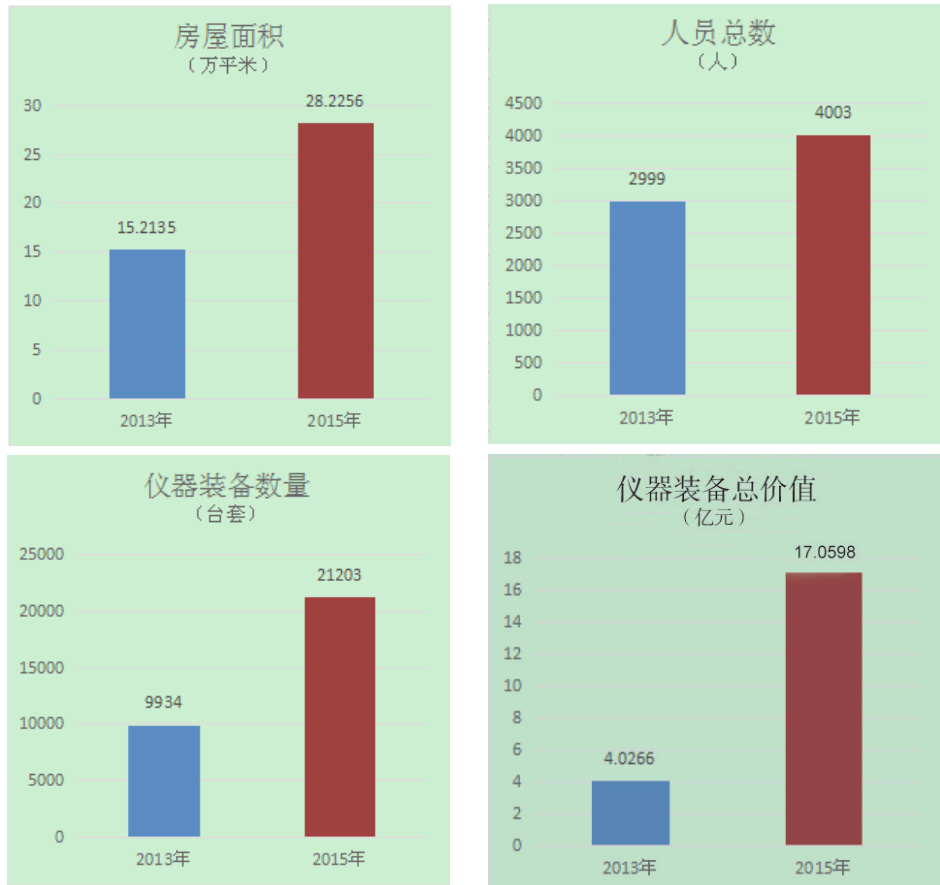 房屋面积
（万平米）
28.2256
15.2135
30
25
20
15
10
5
0
2013年
2015年
人员总数
（人）
4003
2999
4500
4000
3500
3000
2500
2000
1500
1000
500
0
2013年
2015年
仪器装备数量
（台套）
21203
9934
25000
20000
15000
10000
5000
0
2013年
2015年
仪器装备总价值
（亿元）
17.0598
4.0266
18
16
14
12
10
8
6
4
2
0
2013年
2015年